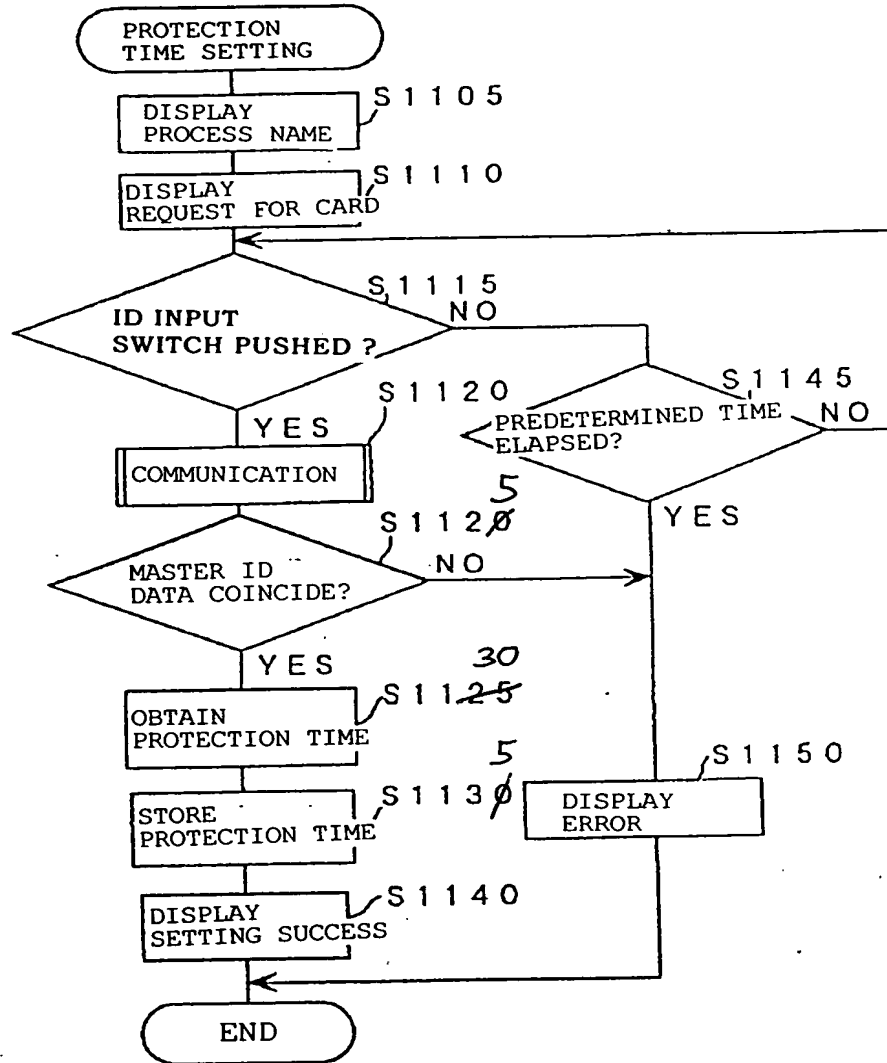 PROTECTION
TIME SETTING
DISPLAY
PROCESS NAME
S1105
DISPLAY
REQUEST FOR CARD
S1110
ID INPUT
SWITCH PUSHED ?
S1115
NO
YES
PREDETERMINED TIME
ELAPSED?
S1145
NO
YES
COMMUNICATION
S1120
MASTER ID
DATA COINCIDE?
5
S1120
NO
YES
OBTAIN
PROTECTION TIME
30
S1125
STORE
PROTECTION TIME
5
S1130
DISPLAY
ERROR
S1150
DISPLAY
SETTING SUCCESS
S1140
END